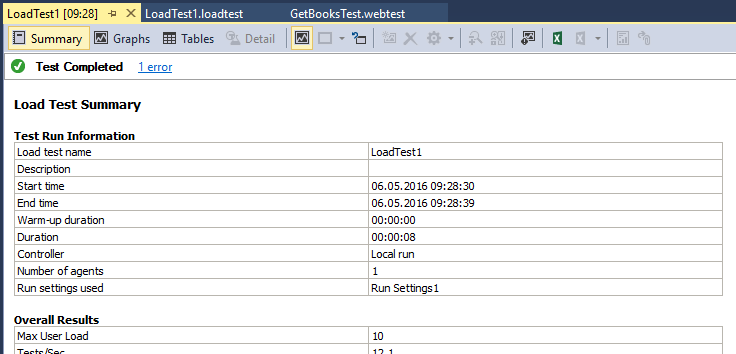 LoadTest1 [09:28] LoadTest1.loadtest GetBooksTest.webtest
Summary Graphs Tables Detail
Test Completed 1 error
Load Test Summary
Test Run Information
Load test name LoadTest1
Description
Start time 06.05.2016 09:28:30
End time 06.05.2016 09:28:39
Warm-up duration 00:00:00
Duration 00:00:08
Controller Local run
Number of agents 1
Run settings used Run Settings1
Overall Results
Max User Load 10
Tests/Sec 12,1